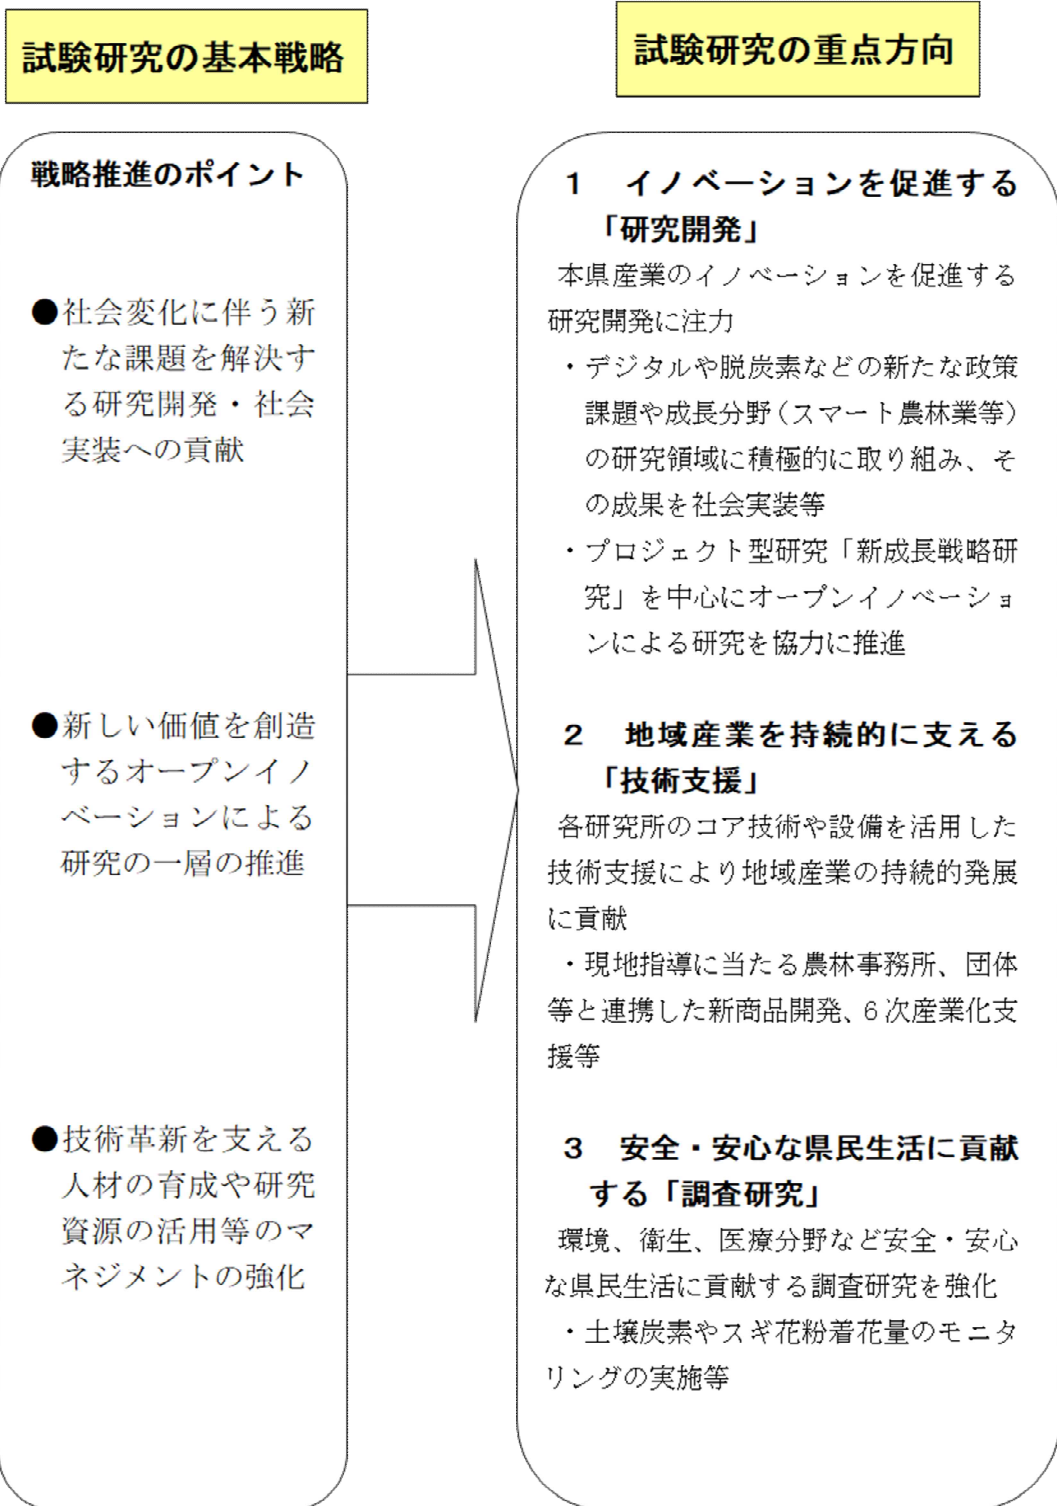 試験研究の基本戦略
戦略推進のポイント
●社会変化に伴う新
たな課題を解決す
る研究開発・社会
実装への貢献
●新しい価値を創造
するオープンイノ
ベーションによる
研究の一層の推進
●技術革新を支える
人材の育成や研究
資源の活用等のマ
ネジメントの強化
試験研究の重点方向
1　イノベーションを促進する
「研究開発」
本県産業のイノベーションを促進する
研究開発に注力
・デジタルや脱炭素などの新たな政策
課題や成長分野（スマート農林業等）
の研究領域に積極的に取り組み、そ
の成果を社会実装等
・プロジェクト型研究「新成長戦略研
究」を中心にオープンイノベーショ
ンによる研究を協力に推進
2　地域産業を持続的に支える
「技術支援」
各研究所のコア技術や設備を活用した
技術支援により地域産業の持続的発展
に貢献
・現地指導に当たる農林事務所、団体
等と連携した新商品開発、6次産業化支
援等
3　安全・安心な県民生活に貢献
する「調査研究」
環境、衛生、医療分野など安全・安心
な県民生活に貢献する調査研究を強化
・土壌炭素やスギ花粉着花量のモニタ
リングの実施等